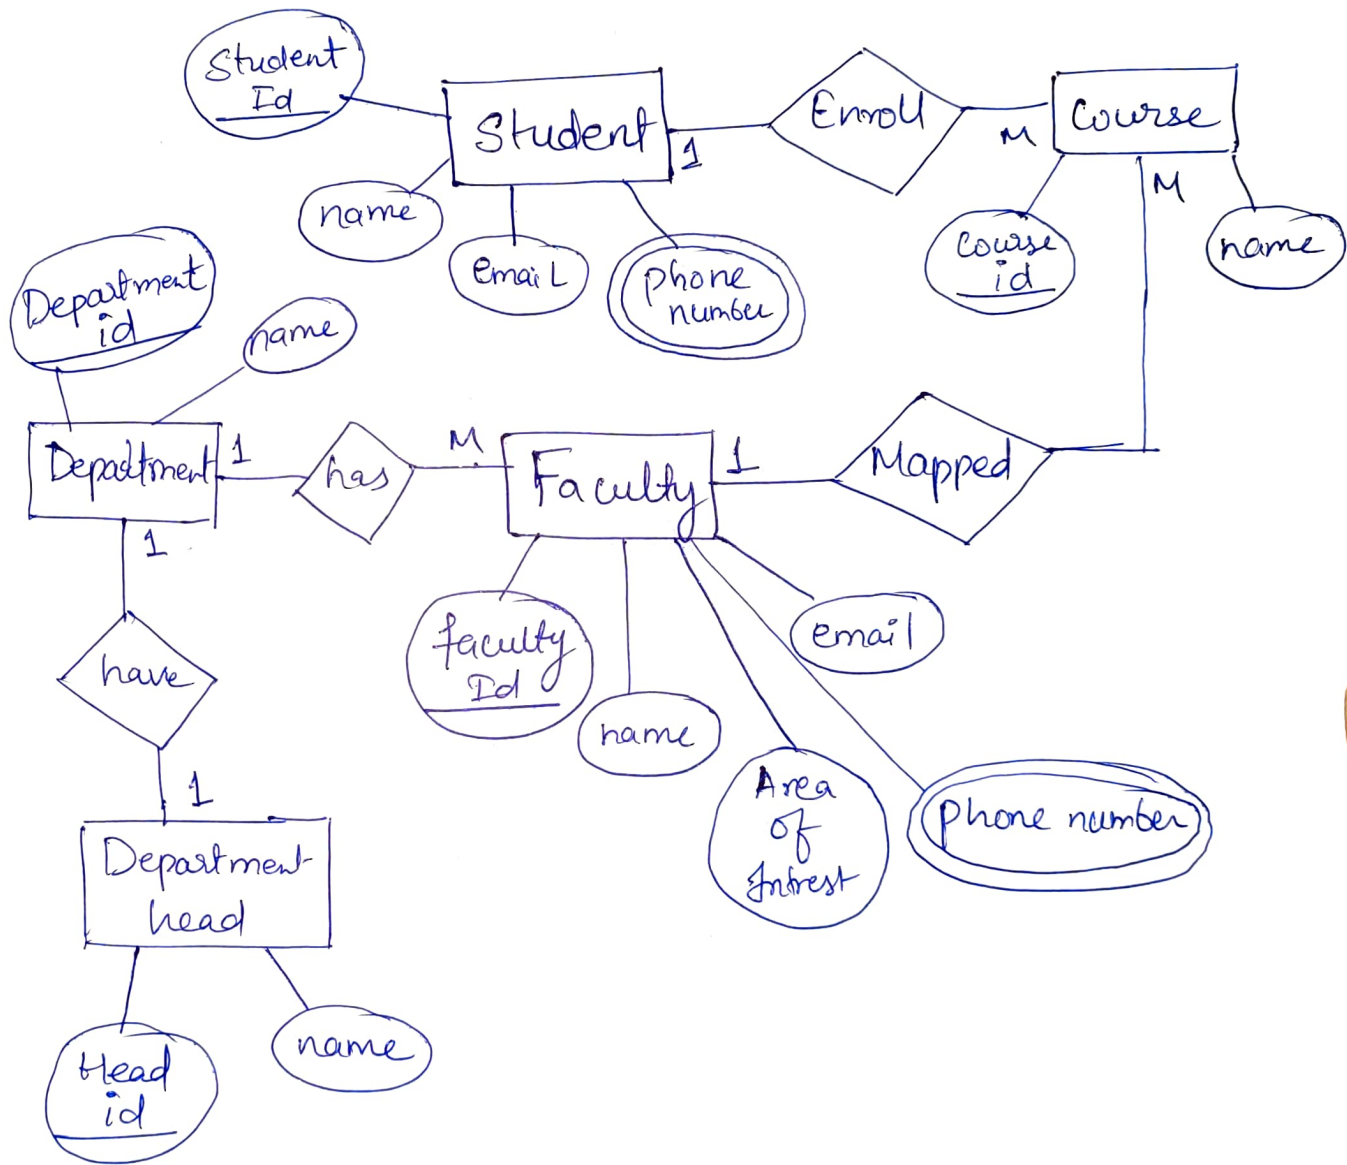 Student
Id
Student
1
Enroll
M
Course
name
email
phone
number
Course
id
M
name
Department
id
name
Department
1
has
M
Faculty
1
Mapped
1
have
1
Department
head
Head
id
name
faculty
Id
name
Area
of
Intrest
phone number
email